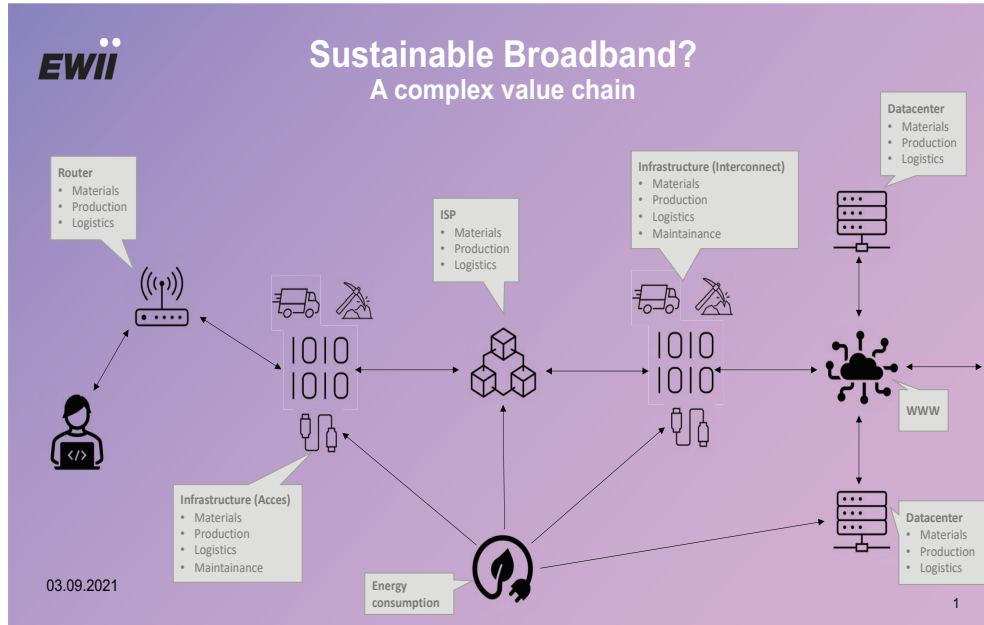 EWII
Sustainable Broadband?
A complex value chain
Datacenter
• Materials
• Production
• Logistics
Router
• Materials
• Production
• Logistics
Infrastructure (Interconnect)
• Materials
• Production
• Logistics
• Maintainance
ISP
• Materials
• Production
• Logistics
1010
1010
1010
1010
</>
WWW
Infrastructure (Acces)
• Materials
• Production
• Logistics
• Maintainance
Datacenter
• Materials
• Production
• Logistics
Energy
consumption
03.09.2021
1